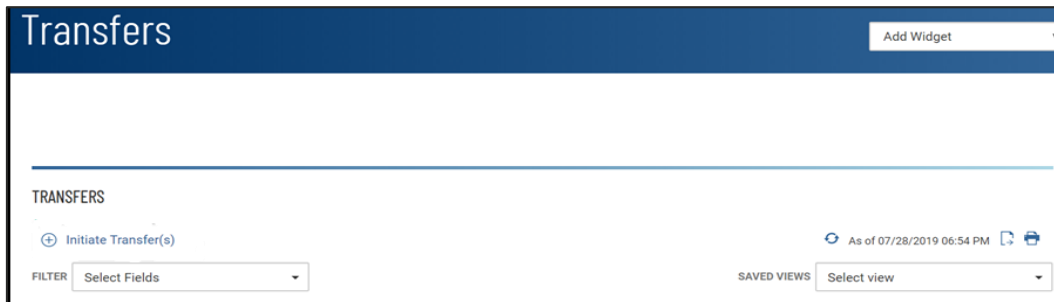 Transfers
Add Widget
TRANSFERS
Initiate Transfer(s)
As of 07/28/2019 06:54 PM
FILTER Select Fields
SAVED VIEWS Select view